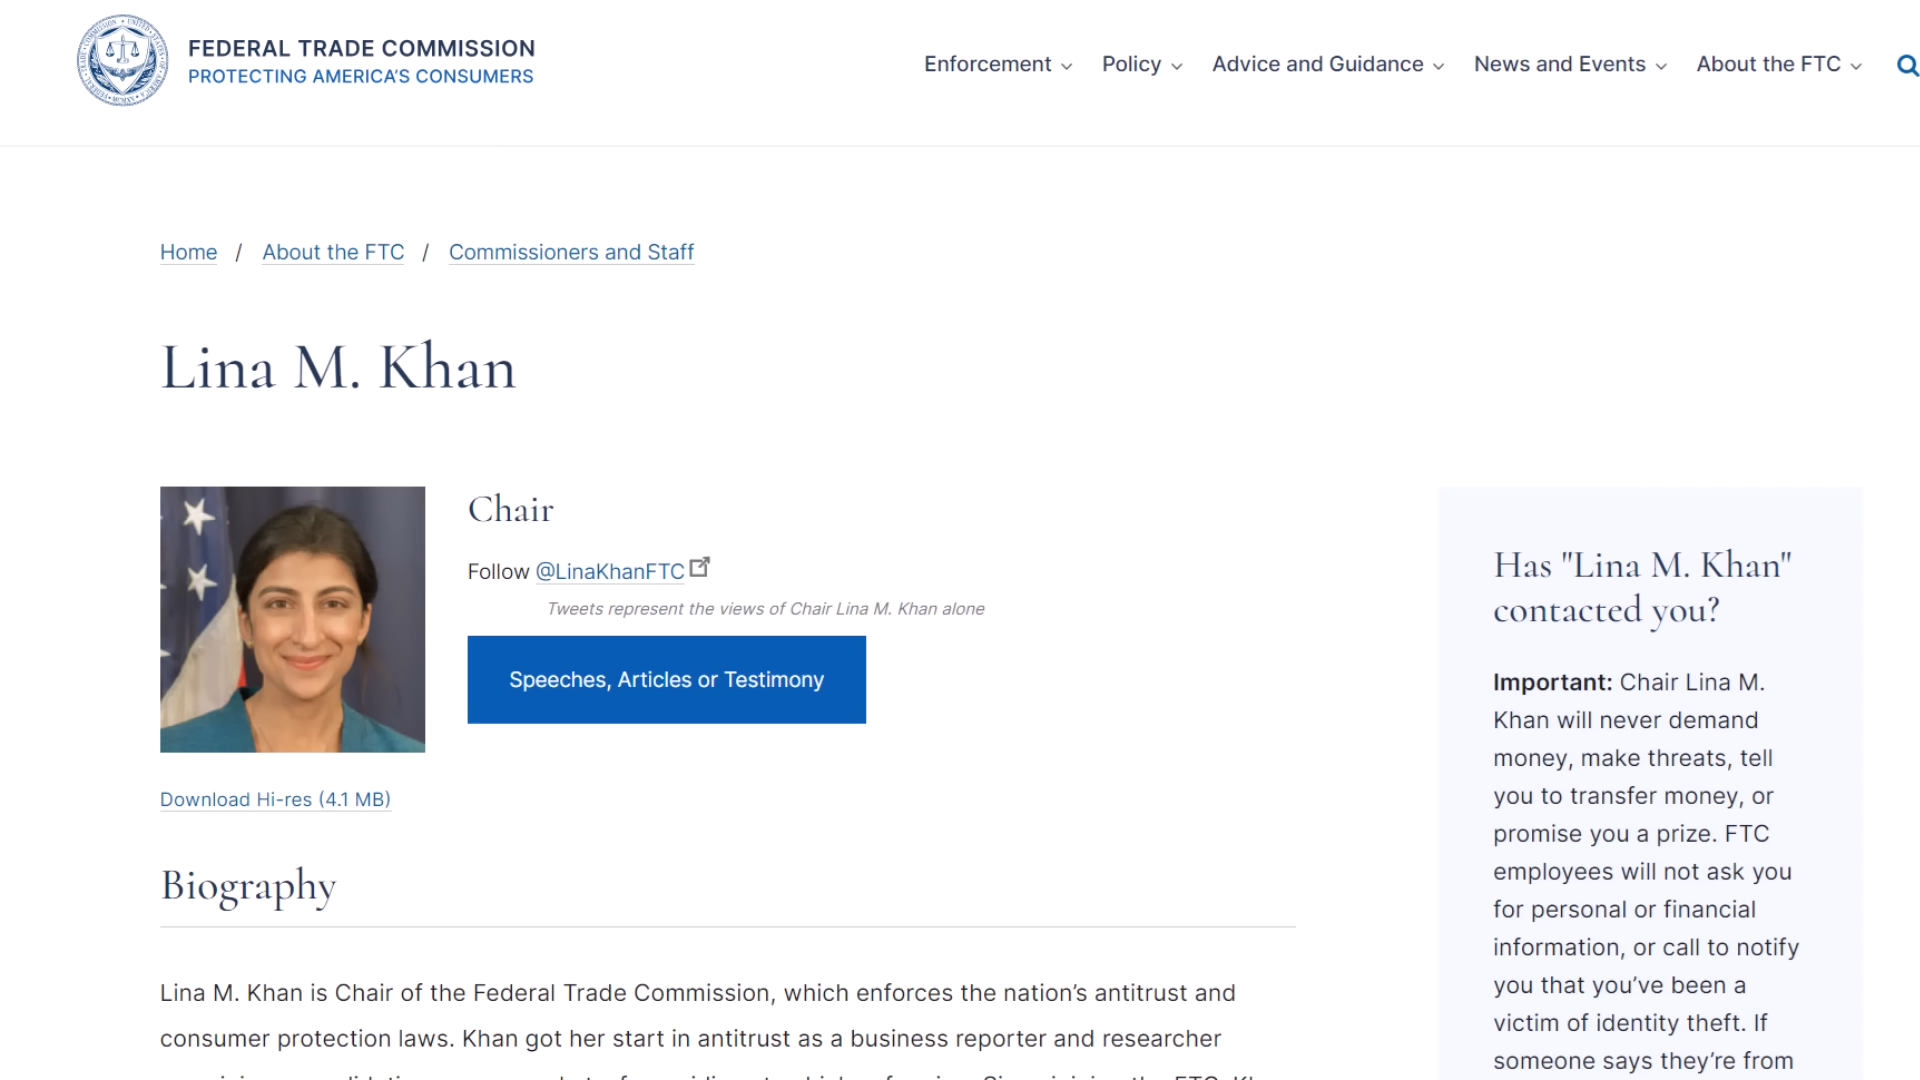 FEDERAL TRADE COMMISSION
PROTECTING AMERICA'S CONSUMERS
Enforcement
Policy
Advice and Guidance
News and Events
About the FTC
Home / About the FTC / Commissioners and Staff
Lina M. Khan
Chair
Follow @LinaKhanFTC
Tweets represent the views of Chair Lina M. Khan alone
Speeches, Articles or Testimony
Download Hi-res (4.1 MB)
Biography
Lina M. Khan is Chair of the Federal Trade Commission, which enforces the nation's antitrust and
consumer protection laws. Khan got her start in antitrust as a business reporter and researcher
Has "Lina M. Khan"
contacted you?
Important: Chair Lina M.
Khan will never demand
money, make threats, tell
you to transfer money, or
promise you a prize. FTC
employees will not ask you
for personal or financial
information, or call to notify
you that you've been a
victim of identity theft. If
someone says they're from